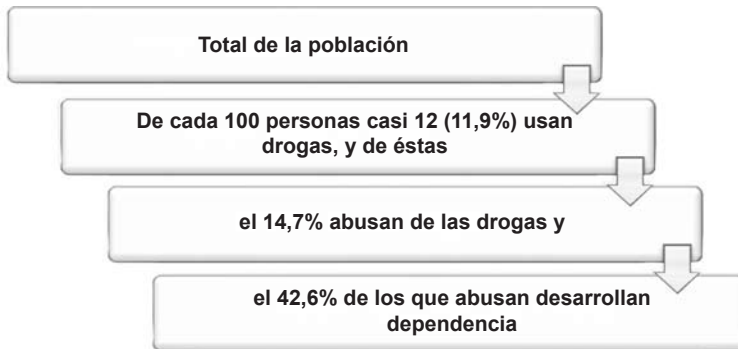 Total de la población
De cada 100 personas casi 12 (11,9%) usan
drogas, y de éstas
el 14,7% abusan de las drogas y
el 42,6% de los que abusan desarrollan
dependencia